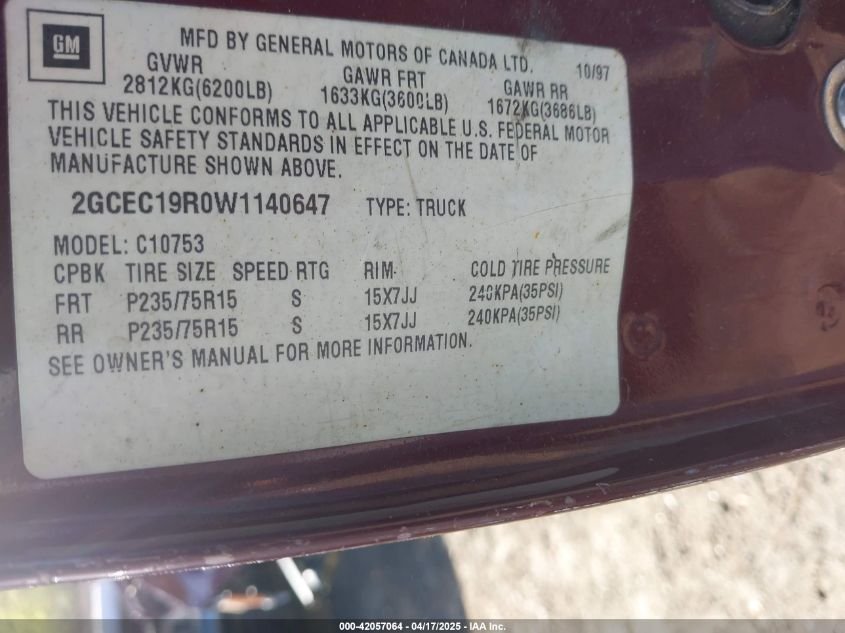 GM
MFD BY GENERAL MOTORS OF CANADA LTD.
10/97
GVWR GAWR FRT GAWR RR
2812KG(6200LB) 1633KG(3600LB) 1672KG(3686LB)
THIS VEHICLE CONFORMS TO ALL APPLICABLE U.S. FEDERAL MOTOR
VEHICLE SAFETY STANDARDS IN EFFECT ON THE DATE OF
MANUFACTURE SHOWN ABOVE.
2GCEC19R0W1140647 TYPE: TRUCK
MODEL: C10753
CPBK TIRE SIZE SPEED RTG RIM COLD TIRE PRESSURE
FRT P235/75R15 S 15X7JJ 240KPA(35PSI)
RR P235/75R15 S 15X7JJ 240KPA(35PSI)
SEE OWNER'S MANUAL FOR MORE INFORMATION.
000-42057064 - 04/17/2025 - IAA Inc.